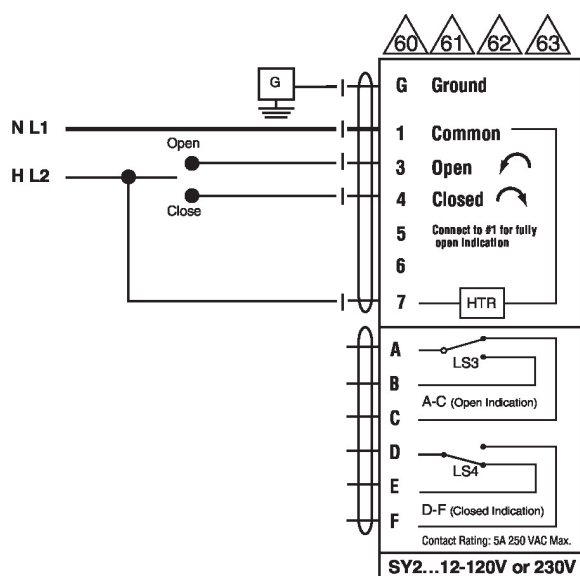 60 61 62 63
G
G Ground
N L1
1 Common
Open
3 Open
H L2
4 Closed
Close
5 Connect to #1 for fully
open indication
6
7 HTR
A
LS3
B
A-C (Open Indication)
C
D
LS4
E
D-F (Closed Indication)
F
Contact Rating: 5A 250 VAC Max.
SY2...12-120V or 230V